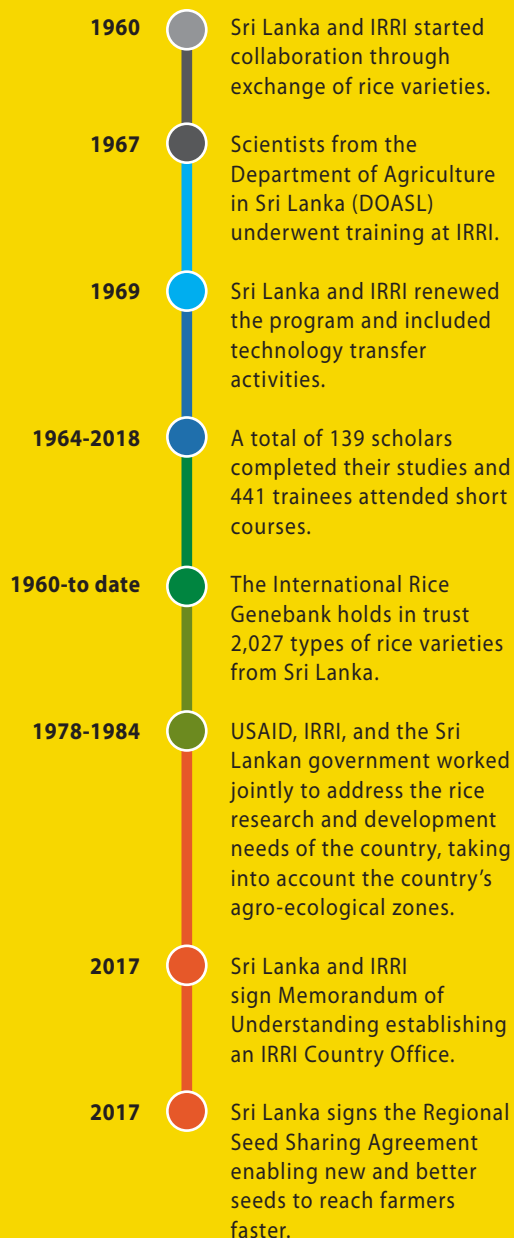 1960 Sri Lanka and IRRI started
collaboration through
exchange of rice varieties.
1967 Scientists from the
Department of Agriculture
in Sri Lanka (DOASL)
underwent training at IRRI.
1969 Sri Lanka and IRRI renewed
the program and included
technology transfer
activities.
1964-2018 A total of 139 scholars
completed their studies and
441 trainees attended short
courses.
1960-to date The International Rice
Genebank holds in trust
2,027 types of rice varieties
from Sri Lanka.
1978-1984 USAID, IRRI, and the Sri
Lankan government worked
jointly to address the rice
research and development
needs of the country, taking
into account the country’s
agro-ecological zones.
2017 Sri Lanka and IRRI
sign Memorandum of
Understanding establishing
an IRRI Country Office.
2017 Sri Lanka signs the Regional
Seed Sharing Agreement
enabling new and better
seeds to reach farmers
faster.